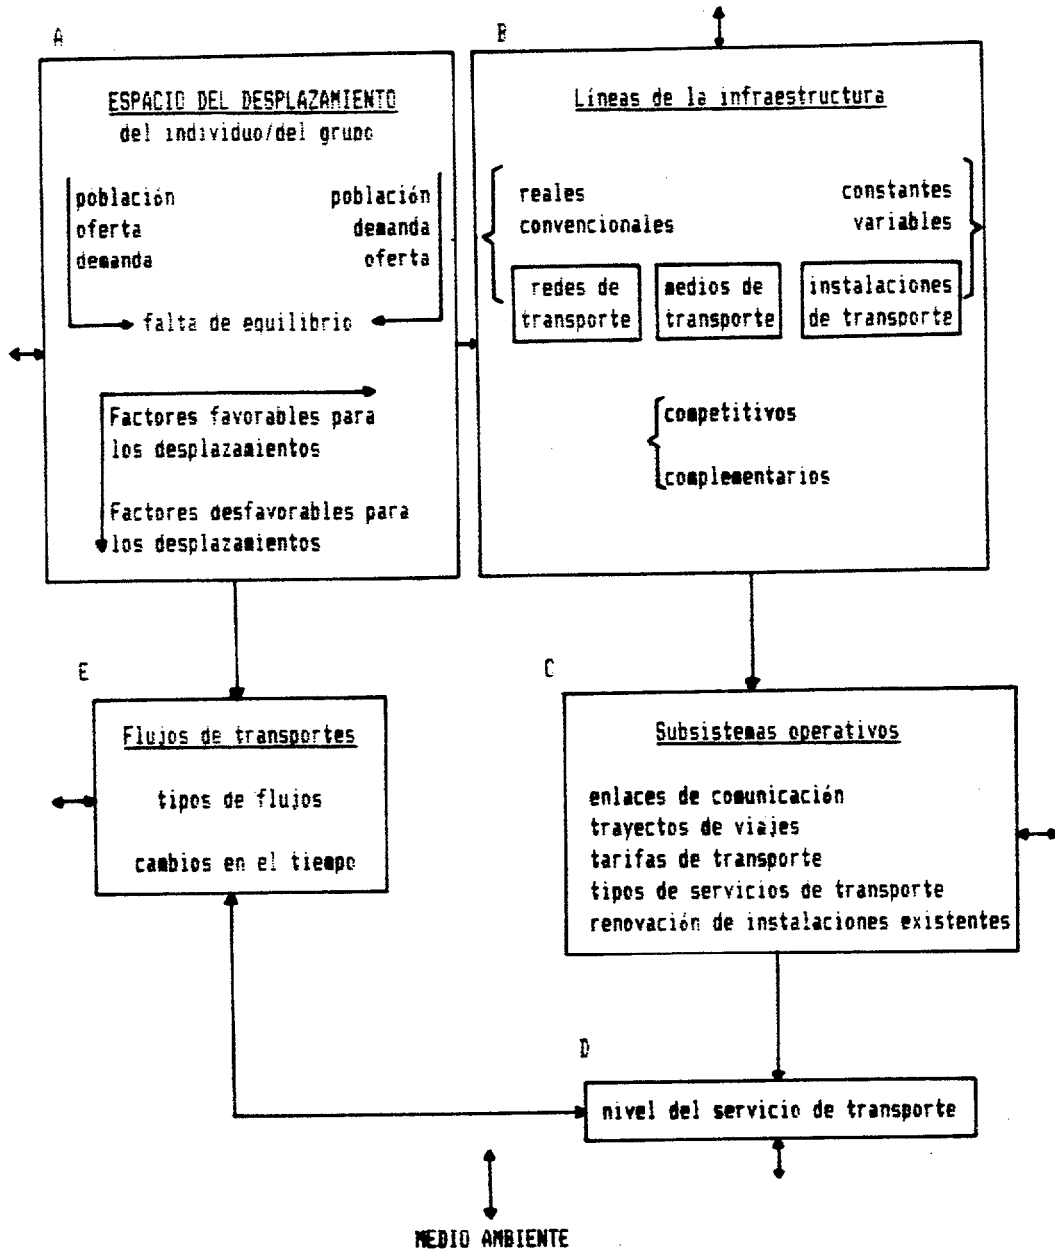 A
ESPACIO DEL DESPLAZAMIENTO
del individuo/del grupo
población
oferta
demanda
población
demanda
oferta
falta de equilibrio
Factores favorables para
los desplazamientos
Factores desfavorables para
los desplazamientos
B
Líneas de la infraestructura
reales
convencionales
constantes
variables
redes de
transporte
medios de
transporte
instalaciones
de transporte
competitivos
complementarios
E
Flujos de transportes
tipos de flujos
cambios en el tiempo
C
Subsistemas operativos
enlaces de comunicación
trayectos de viajes
tarifas de transporte
tipos de servicios de transporte
renovación de instalaciones existentes
D
nivel del servicio de transporte
MEDIO AMBIENTE